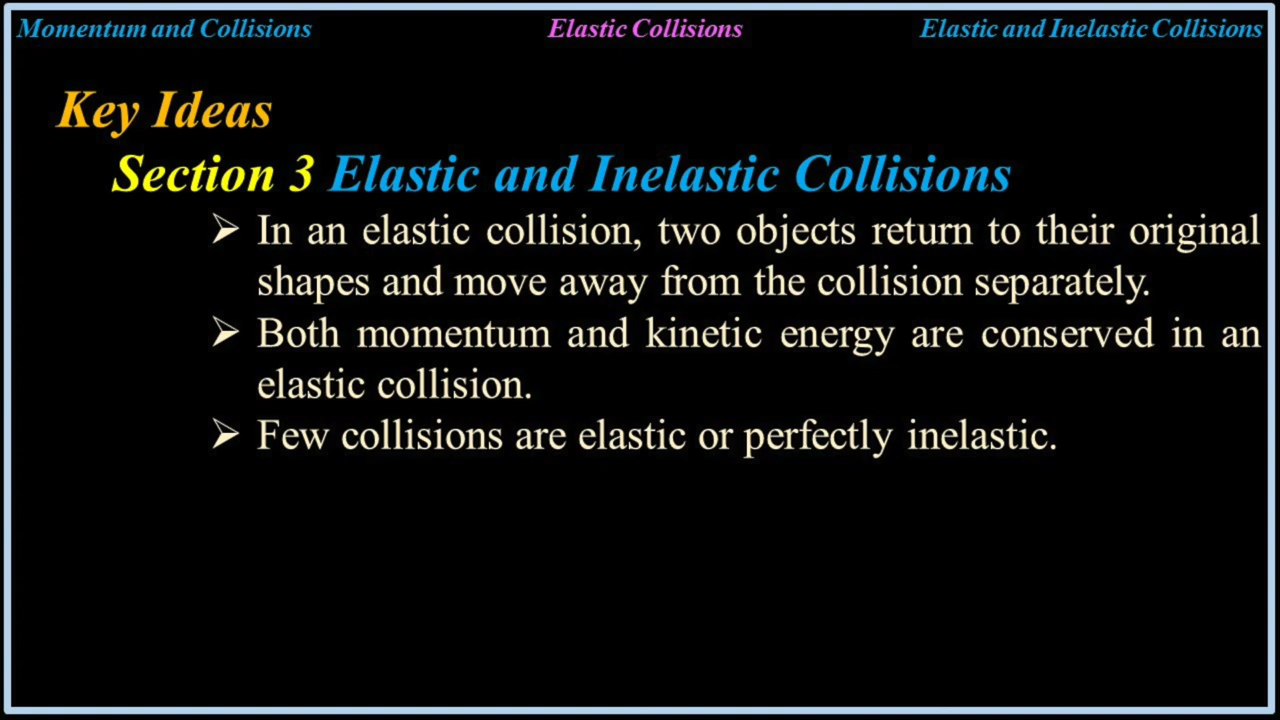 Momentum and Collisions
Elastic Collisions
Elastic and Inelastic Collisions
Key Ideas
Section 3 Elastic and Inelastic Collisions
➢ In an elastic collision, two objects return to their original
shapes and move away from the collision separately.
➢ Both momentum and kinetic energy are conserved in an
elastic collision.
➢ Few collisions are elastic or perfectly inelastic.